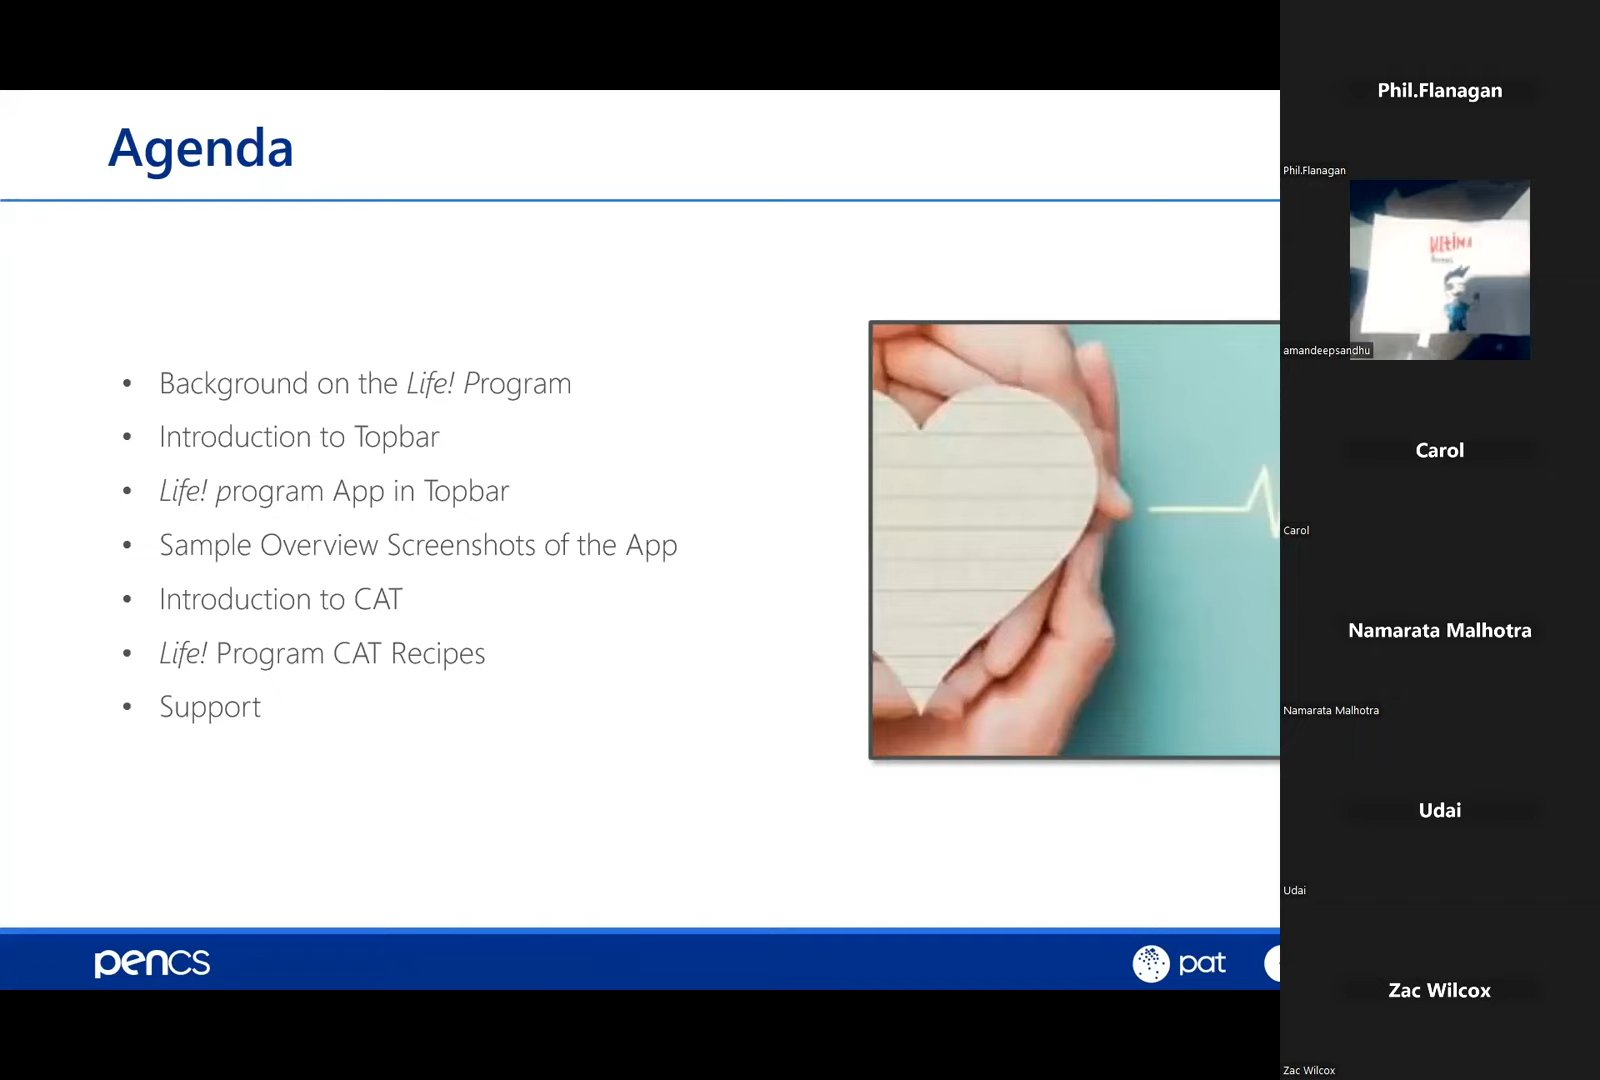 Agenda
• Background on the Life! Program
• Introduction to Topbar
• Life! program App in Topbar
• Sample Overview Screenshots of the App
• Introduction to CAT
• Life! Program CAT Recipes
• Support
pencs
pat
Phil.Flanagan
Phil.Flanagan
amandeepsandhu
Carol
Carol
Namarata Malhotra
Namarata Malhotra
Udai
Udai
Zac Wilcox
Zac Wilcox